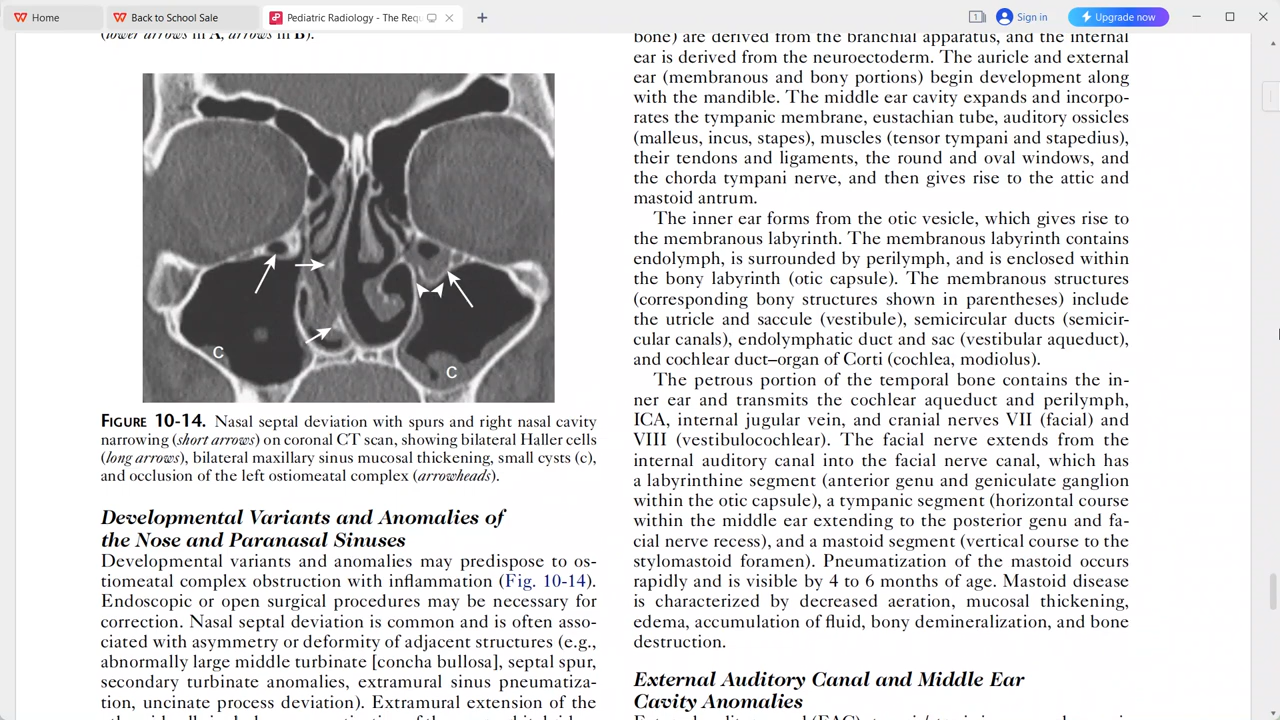 Home
Back to School Sale
Pediatric Radiology - The Req
1
Sign in
Upgrade now
(lower arrows in A, arrows in B).
C
C
FIGURE 10-14. Nasal septal deviation with spurs and right nasal cavity
narrowing (short arrows) on coronal CT scan, showing bilateral Haller cells
(long arrows), bilateral maxillary sinus mucosal thickening, small cysts (c),
and occlusion of the left ostiomeatal complex (arrowheads).
Developmental Variants and Anomalies of
the Nose and Paranasal Sinuses
Developmental variants and anomalies may predispose to os-
tiomeatal complex obstruction with inflammation (Fig. 10-14).
Endoscopic or open surgical procedures may be necessary for
correction. Nasal septal deviation is common and is often asso-
ciated with asymmetry or deformity of adjacent structures (e.g.,
abnormally large middle turbinate [concha bullosa], septal spur,
secondary turbinate anomalies, extramural sinus pneumatiza-
tion, uncinate process deviation). Extramural extension of the
bone) are derived from the branchial apparatus, and the internal
ear is derived from the neuroectoderm. The auricle and external
ear (membranous and bony portions) begin development along
with the mandible. The middle ear cavity expands and incorpo-
rates the tympanic membrane, eustachian tube, auditory ossicles
(malleus, incus, stapes), muscles (tensor tympani and stapedius),
their tendons and ligaments, the round and oval windows, and
the chorda tympani nerve, and then gives rise to the attic and
mastoid antrum.
The inner ear forms from the otic vesicle, which gives rise to
the membranous labyrinth. The membranous labyrinth contains
endolymph, is surrounded by perilymph, and is enclosed within
the bony labyrinth (otic capsule). The membranous structures
(corresponding bony structures shown in parentheses) include
the utricle and saccule (vestibule), semicircular ducts (semicir-
cular canals), endolymphatic duct and sac (vestibular aqueduct),
and cochlear duct–organ of Corti (cochlea, modiolus).
The petrous portion of the temporal bone contains the in-
ner ear and transmits the cochlear aqueduct and perilymph,
ICA, internal jugular vein, and cranial nerves VII (facial) and
VIII (vestibulocochlear). The facial nerve extends from the
internal auditory canal into the facial nerve canal, which has
a labyrinthine segment (anterior genu and geniculate ganglion
within the otic capsule), a tympanic segment (horizontal course
within the middle ear extending to the posterior genu and fa-
cial nerve recess), and a mastoid segment (vertical course to the
stylomastoid foramen). Pneumatization of the mastoid occurs
rapidly and is visible by 4 to 6 months of age. Mastoid disease
is characterized by decreased aeration, mucosal thickening,
edema, accumulation of fluid, bony demineralization, and bone
destruction.
External Auditory Canal and Middle Ear
Cavity Anomalies